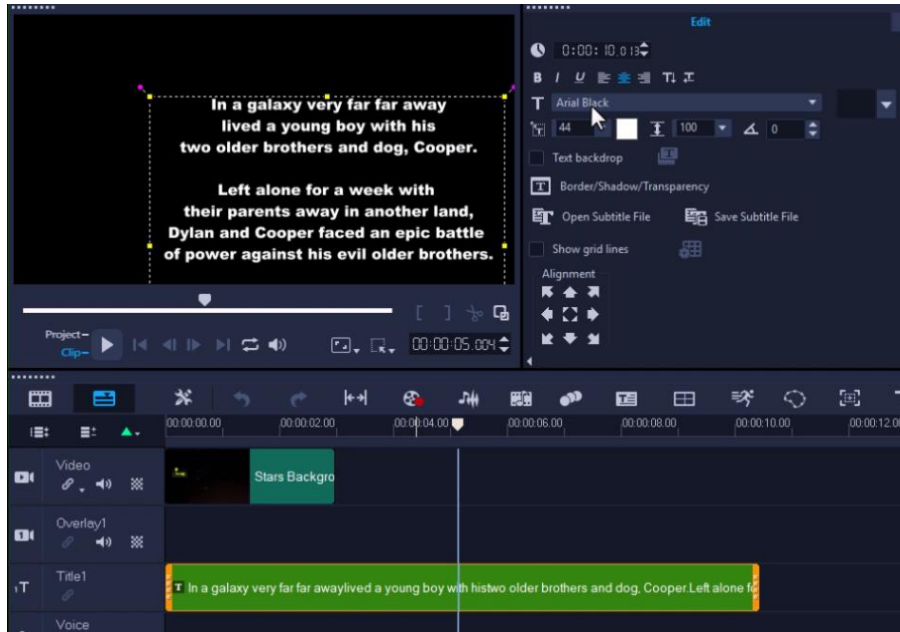 In a galaxy very far far away
lived a young boy with his
two older brothers and dog, Cooper.
Left alone for a week with
their parents away in another land,
Dylan and Cooper faced an epic battle
of power against his evil older brothers.
Project-
Clip-
00:00:05.004
Edit
0:00:10.013
B I U
T Arial Black
44 100 0
Text backdrop
Border/Shadow/Transparency
Open Subtitle File Save Subtitle File
Show grid lines
Alignment
00:00:00.00 00:00:02.00 00:00:04.00 00:00:06.00 00:00:08.00 00:00:10.00 00:00:12.0
Video
Stars Backgro
Overlay1
Title1
T In a galaxy very far far awaylived a young boy with histwo older brothers and dog, Cooper.Left alone fo
Voice